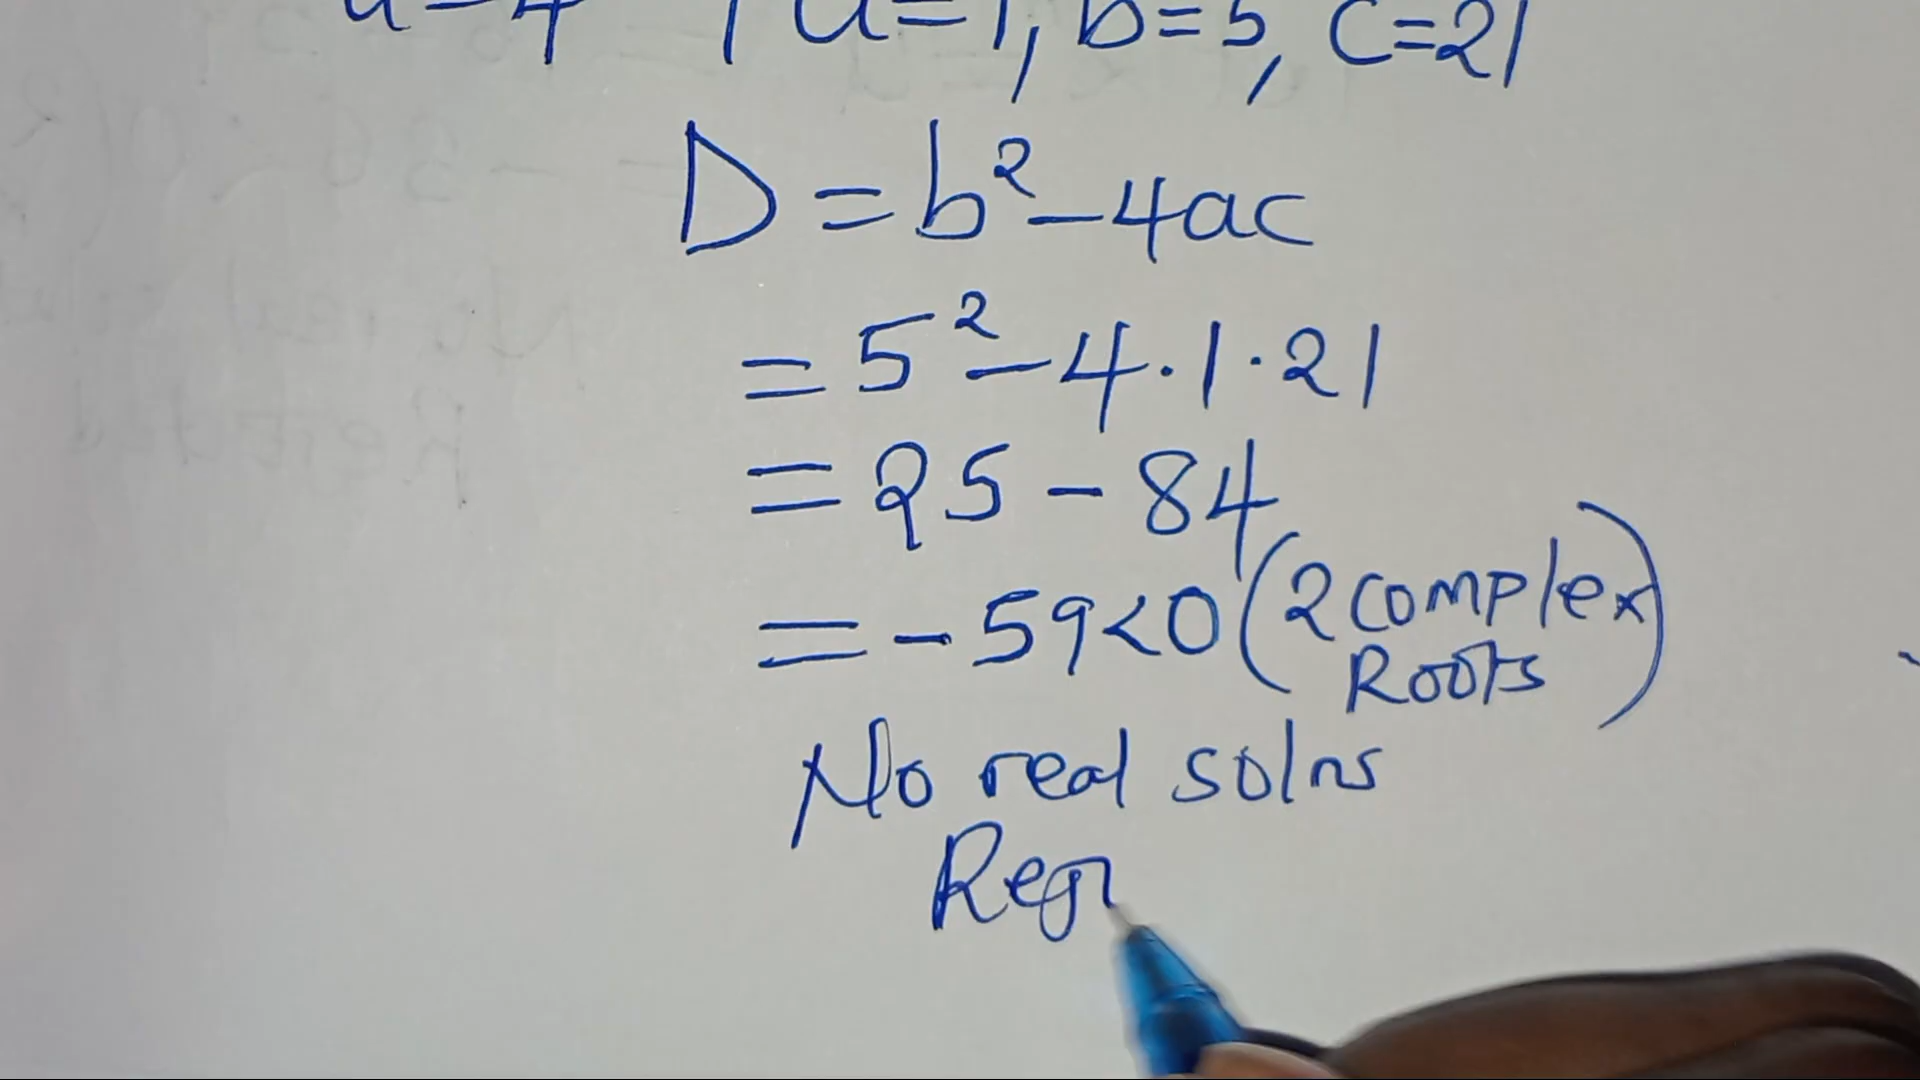 u=4 | a=1, b=5, c=21
D=b²-4ac
=5²-4·1·21
=25-84
=-59<0 (2 complex Roots)
No real solns